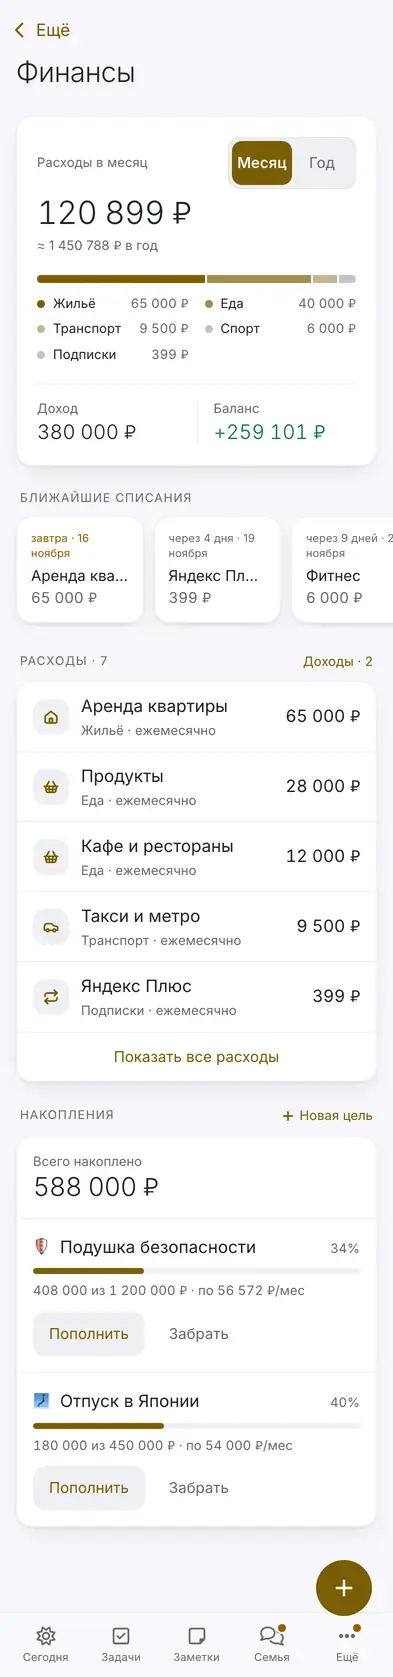 Ещё
Финансы
Расходы в месяц
Месяц Год
120 899 ₽
≈ 1 450 788 ₽ в год
Жильё 65 000 ₽ Еда 40 000 ₽
Транспорт 9 500 ₽ Спорт 6 000 ₽
Подписки 399 ₽
Доход Баланс
380 000 ₽ +259 101 ₽
БЛИЖАЙШИЕ СПИСАНИЯ
завтра · 16
ноября
Аренда ква...
65 000 ₽
через 4 дня · 19
ноября
Яндекс Пл...
399 ₽
через 9 дней · 2
ноября
Фитнес
6 000 ₽
РАСХОДЫ · 7 Доходы · 2
Аренда квартиры 65 000 ₽
Жильё · ежемесячно
Продукты 28 000 ₽
Еда · ежемесячно
Кафе и рестораны 12 000 ₽
Еда · ежемесячно
Такси и метро 9 500 ₽
Транспорт · ежемесячно
Яндекс Плюс 399 ₽
Подписки · ежемесячно
Показать все расходы
НАКОПЛЕНИЯ + Новая цель
Всего накоплено
588 000 ₽
Подушка безопасности 34%
408 000 из 1 200 000 ₽ · по 56 572 ₽/мес
Пополнить Забрать
Отпуск в Японии 40%
180 000 из 450 000 ₽ · по 54 000 ₽/мес
Пополнить Забрать
+
Сегодня Задачи Заметки Семья Ещё